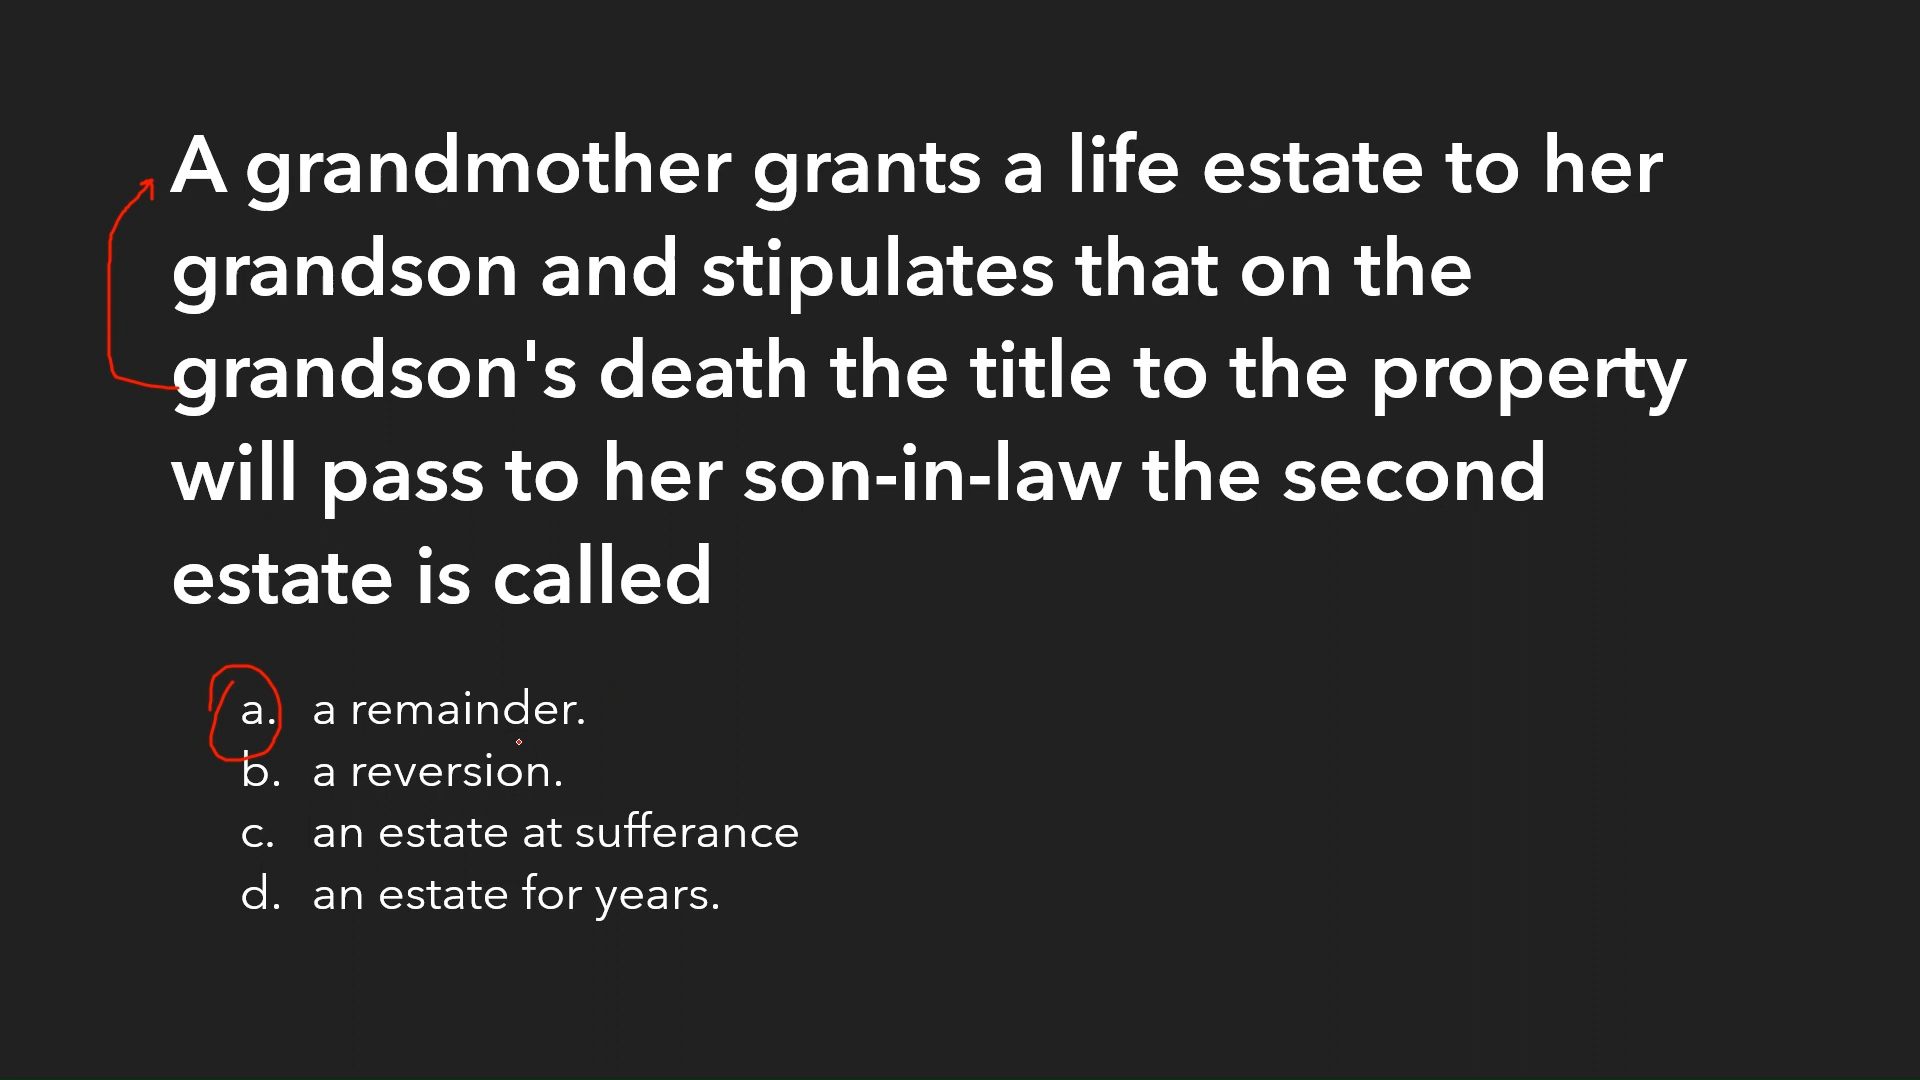 A grandmother grants a life estate to her
grandson and stipulates that on the
grandson's death the title to the property
will pass to her son-in-law the second
estate is called
a. a remainder.
b. a reversion.
c. an estate at sufferance
d. an estate for years.